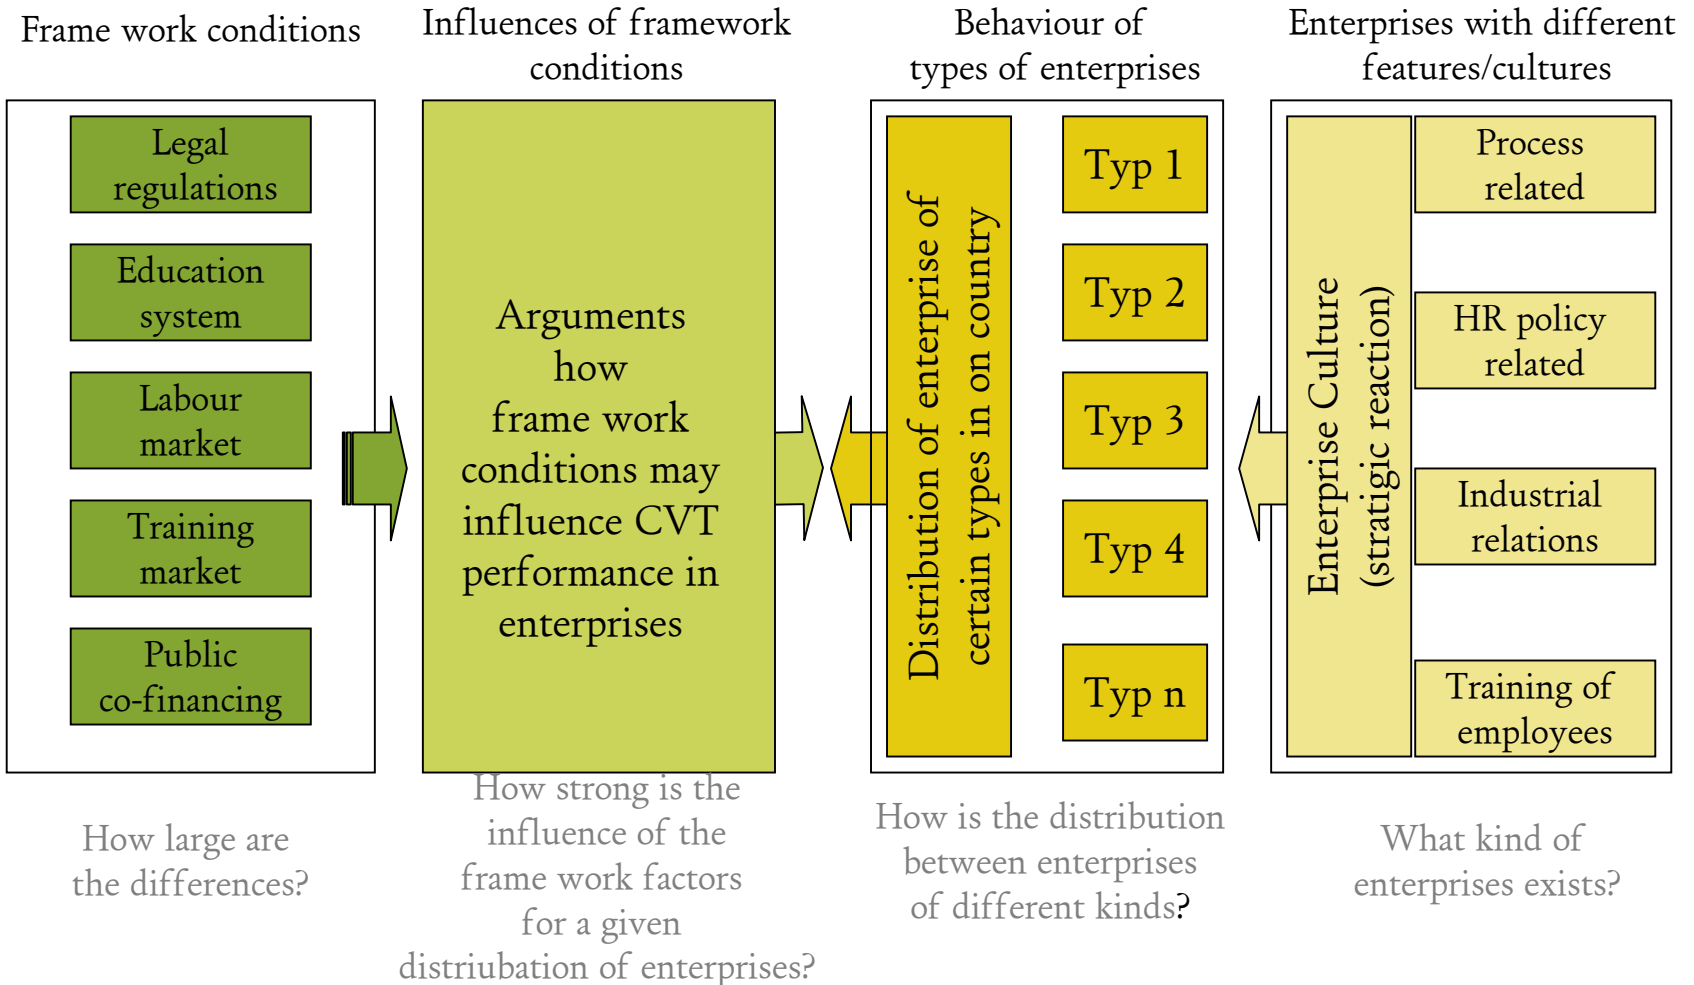 Frame work conditions
Legal
regulations
Education
system
Labour
market
Training
market
Public
co-financing
How large are
the differences?
Influences of framework
conditions
Arguments
how
frame work
conditions may
influence CVT
performance in
enterprises
How strong is the
influence of the
frame work factors
for a given
distriubation of enterprises?
Behaviour of
types of enterprises
Distribution of enterprise of
certain types in on country
Typ 1
Typ 2
Typ 3
Typ 4
Typ n
How is the distribution
between enterprises
of different kinds?
Enterprises with different
features/cultures
Enterprise Culture
(stratigic reaction)
Process
related
HR policy
related
Industrial
relations
Training of
employees
What kind of
enterprises exists?